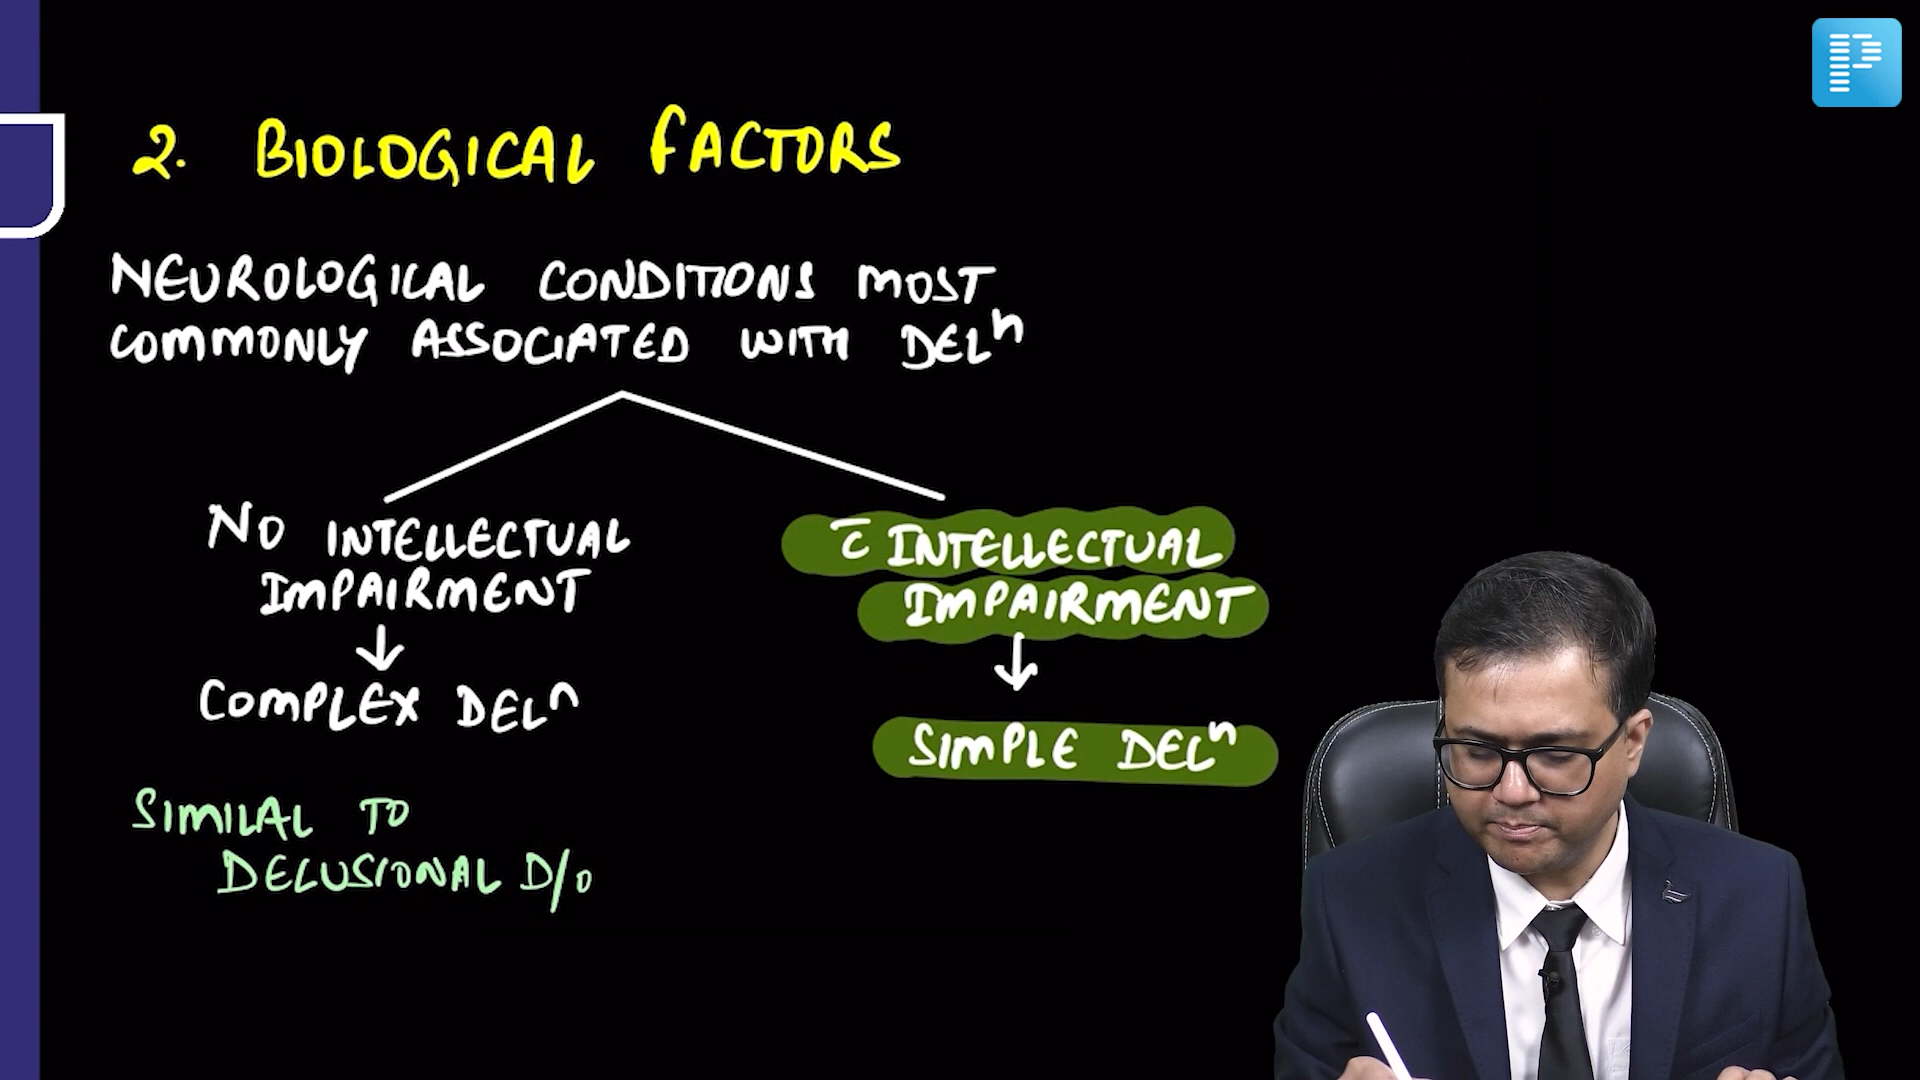 2. BIOLOGICAL FACTORS
NEUROLOGICAL CONDITIONS MOST
COMMONLY ASSOCIATED WITH DELⁿ
NO INTELLECTUAL
IMPAIRMENT
↓
COMPLEX DELⁿ
SIMILAL TO
DELUSIONAL D/O
c̄ INTELLECTUAL
IMPAIRMENT
↓
SIMPLE DELⁿ
P